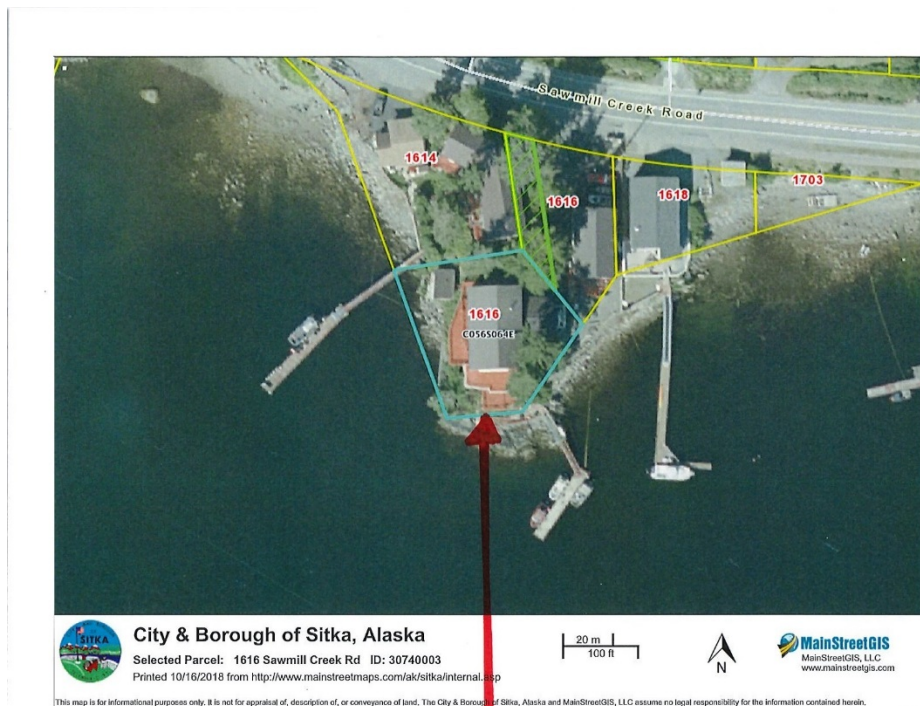 Sawmill Creek Road
1614
1616
1618
1703
1616
C0565064E
SITKA
City & Borough of Sitka, Alaska
Selected Parcel: 1616 Sawmill Creek Rd ID: 30740003
Printed 10/16/2018 from http://www.mainstreetmaps.com/ak/sitka/internal.asp
20 m
100 ft
N
MainStreetGIS
MainStreetGIS, LLC
www.mainstreetgis.com
This map is for informational purposes only. It is not for appraisal of, description of, or conveyance of land. The City & Borough of Sitka, Alaska and MainStreetGIS, LLC assume no legal responsibility for the information contained herein.